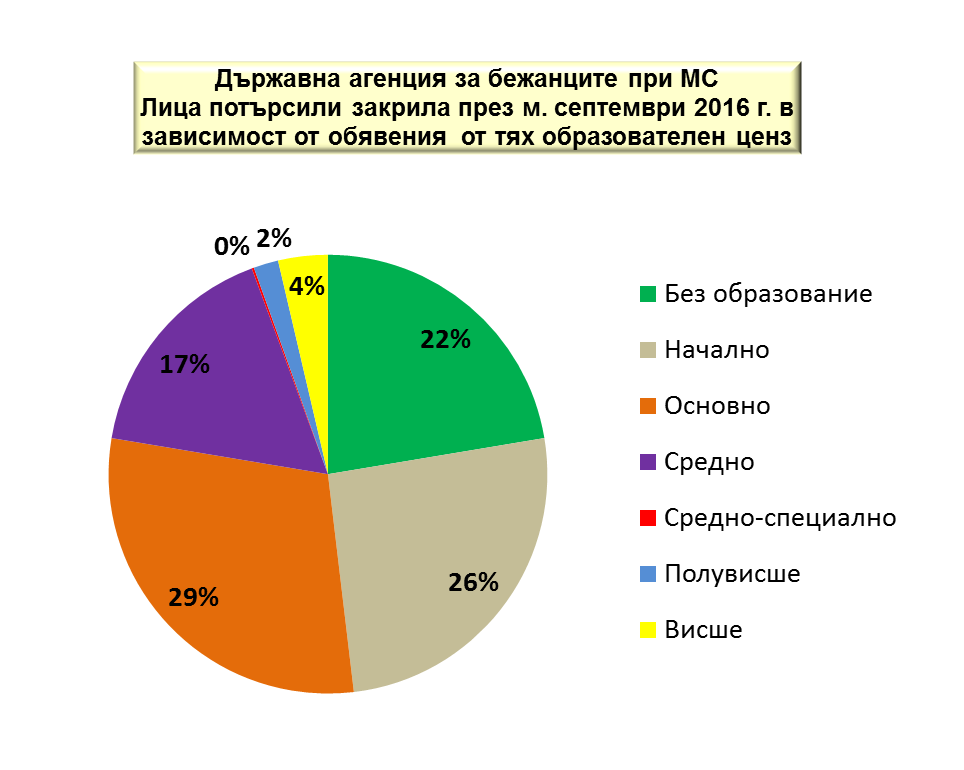 Държавна агенция за бежанците при МС
Лица потърсили закрила през м. септември 2016 г. в
зависимост от обявения от тях образователен ценз
0%
2%
4%
22%
17%
26%
29%
Без образование
Начално
Основно
Средно
Средно-специално
Полувисше
Висше